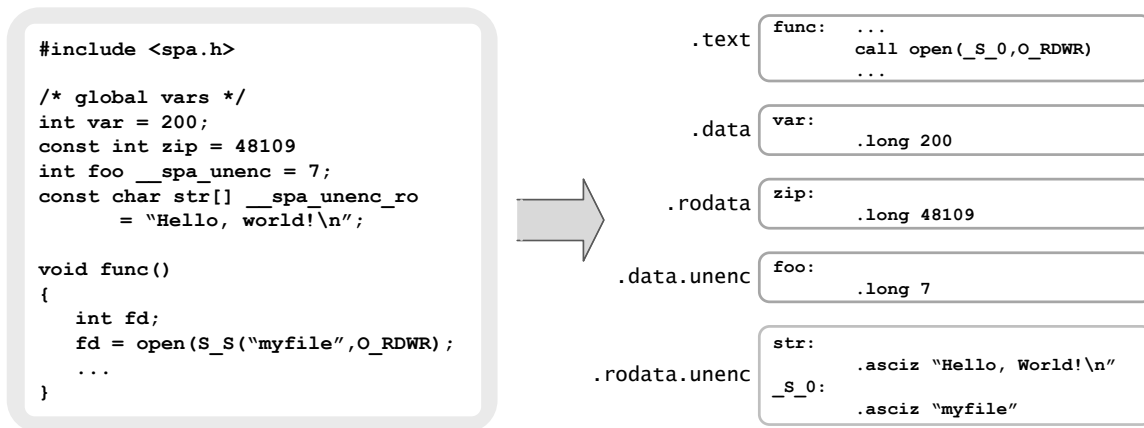 #include <spa.h>
/* global vars */
int var = 200;
const int zip = 48109
int foo __spa_unenc = 7;
const char str[] __spa_unenc_ro
= “Hello, world!\n”;
void func()
{
int fd;
fd = open(S_S(“myfile”,O_RDWR);
...
}
.text
func: ...
call open(_S_0,O_RDWR)
...
.data
var:
.long 200
.rodata
zip:
.long 48109
.data.unenc
foo:
.long 7
.rodata.unenc
str:
.asciz “Hello, World!\n”
_S_0:
.asciz “myfile”